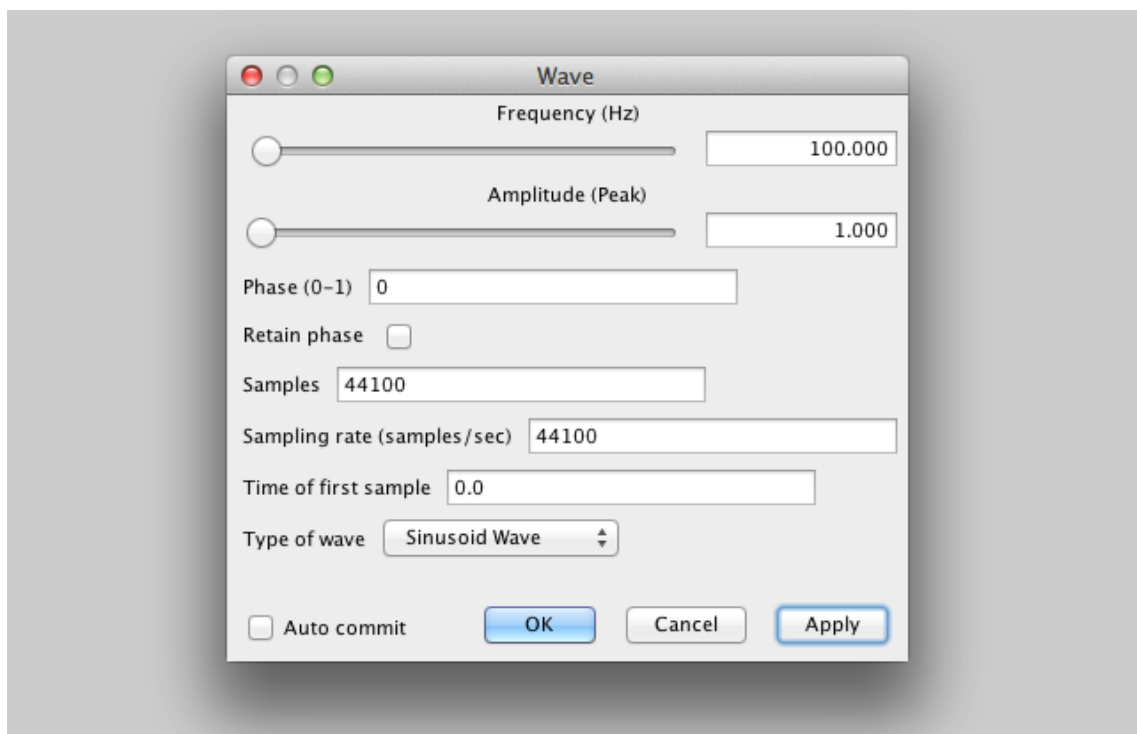 Wave
Frequency (Hz)
100.000
Amplitude (Peak)
1.000
Phase (0-1) 0
Retain phase
Samples 44100
Sampling rate (samples/sec) 44100
Time of first sample 0.0
Type of wave Sinusoid Wave
Auto commit OK Cancel Apply